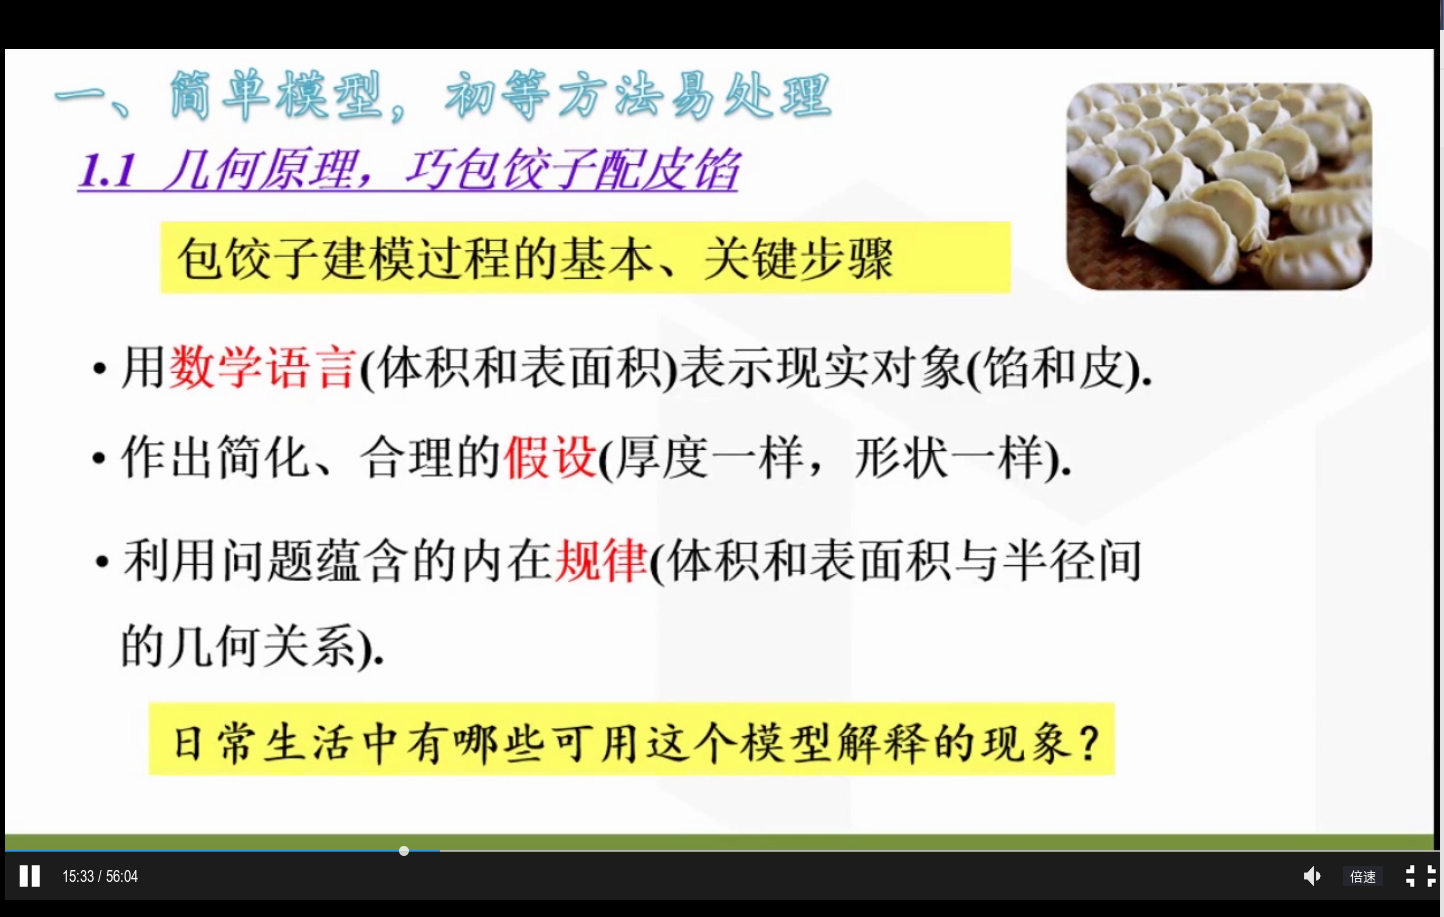 一、简单模型，初等方法易处理
1.1 几何原理，巧包饺子配皮馅
包饺子建模过程的基本、关键步骤
• 用数学语言(体积和表面积)表示现实对象(馅和皮).
• 作出简化、合理的假设(厚度一样，形状一样).
• 利用问题蕴含的内在规律(体积和表面积与半径间
的几何关系).
日常生活中有哪些可用这个模型解释的现象?
15:33 / 56:04
倍速